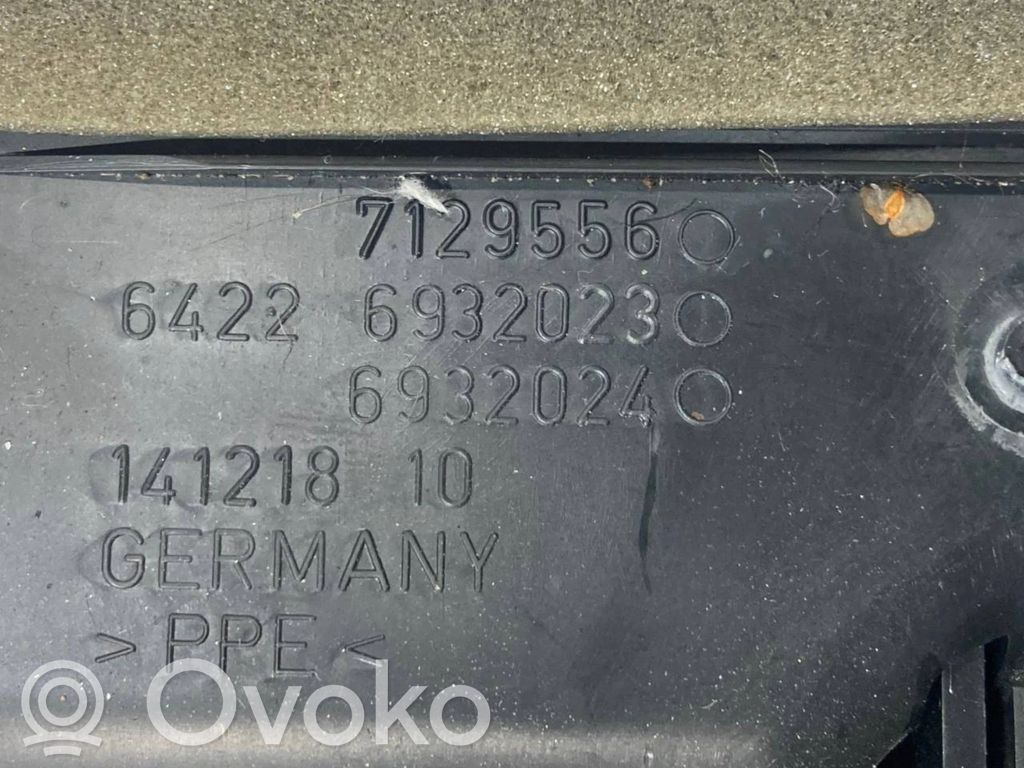 7129556
6422 6932023
6932024
141218 10
GERMANY
> PPE <
R Ovoko